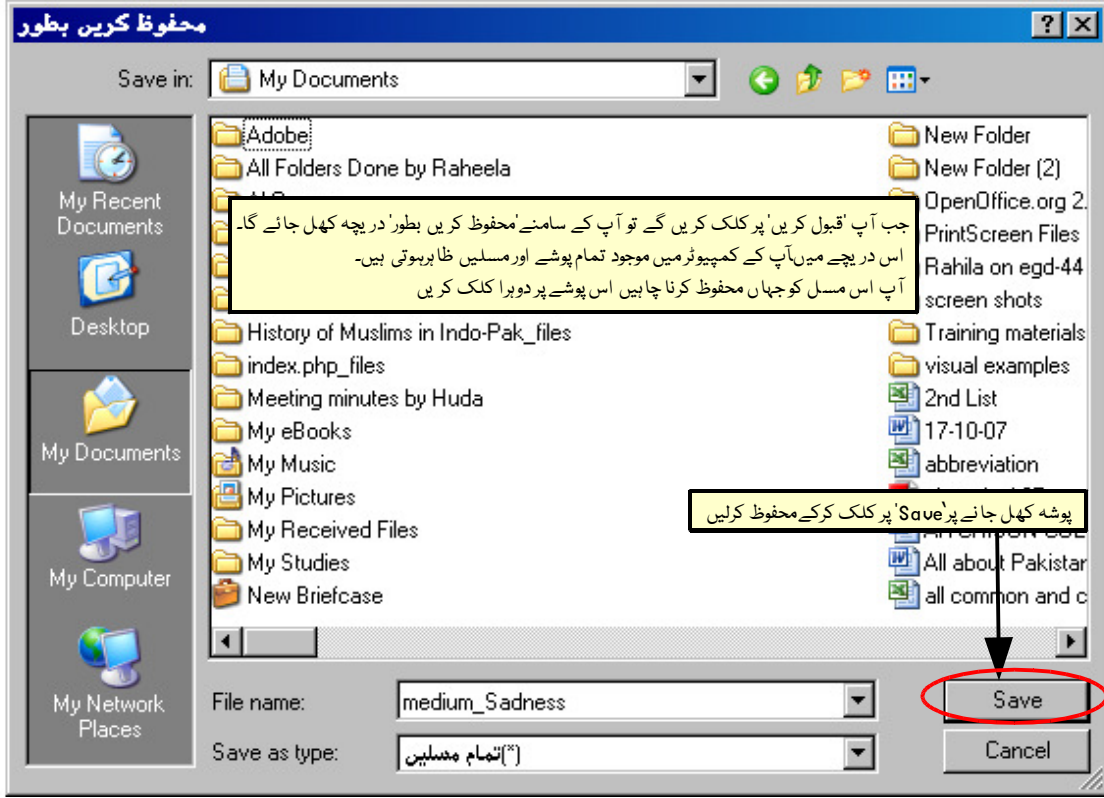 محفوظ کریں بطور
Save in:
My Documents
My Recent
Documents
Desktop
My Documents
My Computer
My Network
Places
Adobe
All Folders Done by Raheela
جب آپ 'قبول کریں' پر کلک کریں گے تو آپ کے سامنے 'محفوظ کریں بطور' دریچہ کھل جائے گا۔
اس دریچے میں آپ کے کمپیوٹر میں موجود تمام پوشے اور مسلیں ظاہر ہوتی ہیں۔
آپ اس مسل کو جہاں محفوظ کرنا چاہیں اس پوشے پر دوہرا کلک کریں
History of Muslims in Indo-Pak_files
index.php_files
Meeting minutes by Huda
My eBooks
My Music
My Pictures
My Received Files
My Studies
New Briefcase
New Folder
New Folder (2)
OpenOffice.org 2.
PrintScreen Files
Rahila on egd-44
screen shots
Training materials
visual examples
2nd List
17-10-07
abbreviation
پوشہ کھل جانے پر 'Save' پر کلک کرکے محفوظ کرلیں
All about Pakistar
all common and c
File name:
medium_Sadness
Save
Save as type:
تمام مسلیں(*)
Cancel